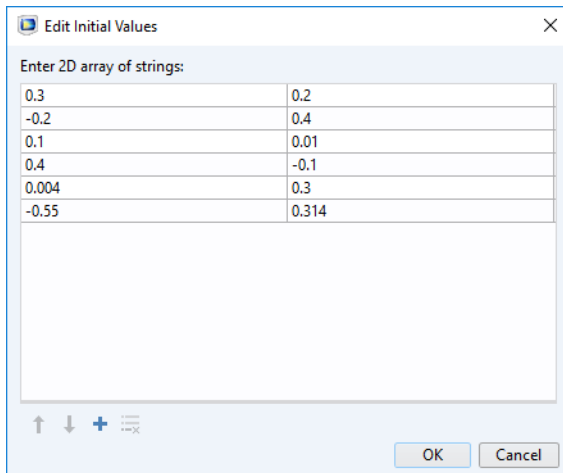 Edit Initial Values
Enter 2D array of strings:
0.3 0.2
-0.2 0.4
0.1 0.01
0.4 -0.1
0.004 0.3
-0.55 0.314
OK Cancel